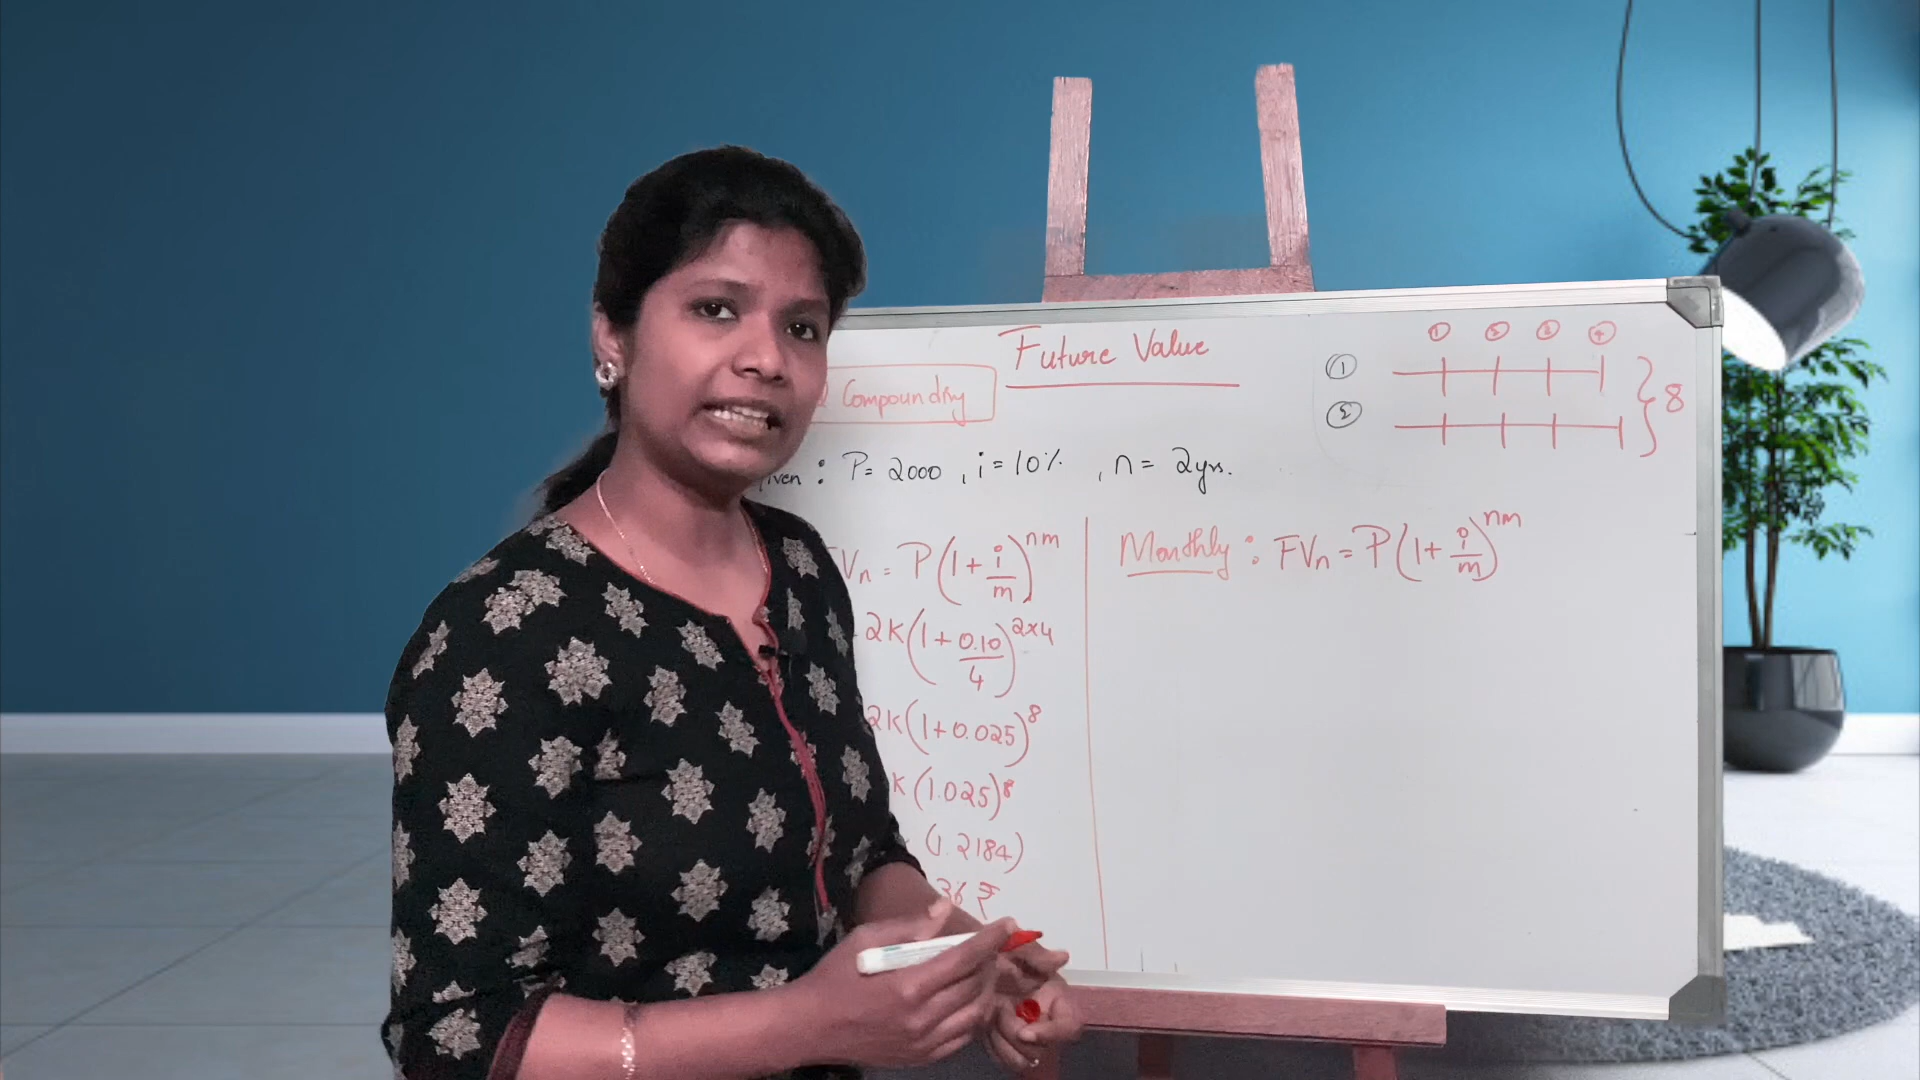 Future Value
Compounding
① ② ③ ④
①
②
8
: P= 2000 , i = 10% , n = 2yrs.
Vn = P(1+ i/m)^nm
2K(1+ 0.10/4)^2x4
2K(1+0.025)^8
K(1.025)^8
(1.2184)
36 ₹
Monthly : FVn = P(1+ i/m)^nm